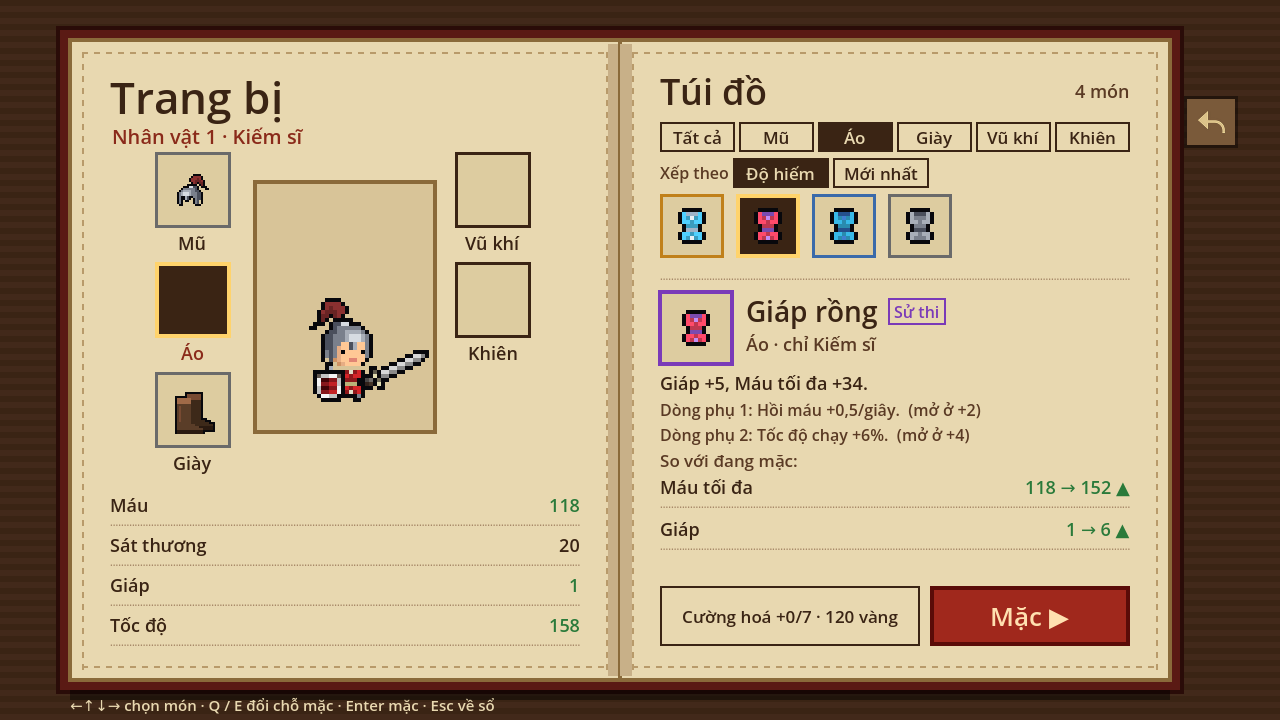 Trang bị
Nhân vật 1 · Kiếm sĩ
Mũ
Vũ khí
Áo
Khiên
Giày
Máu 118
Sát thương 20
Giáp 1
Tốc độ 158
Túi đồ 4 món
Tất cả Mũ Áo Giày Vũ khí Khiên
Xếp theo Độ hiếm Mới nhất
Giáp rồng Sử thi
Áo · chỉ Kiếm sĩ
Giáp +5, Máu tối đa +34.
Dòng phụ 1: Hồi máu +0,5/giây. (mở ở +2)
Dòng phụ 2: Tốc độ chạy +6%. (mở ở +4)
So với đang mặc:
Máu tối đa 118 → 152 ▲
Giáp 1 → 6 ▲
Cường hoá +0/7 · 120 vàng
Mặc ▶
←↑↓→ chọn món · Q / E đổi chỗ mặc · Enter mặc · Esc về sổ